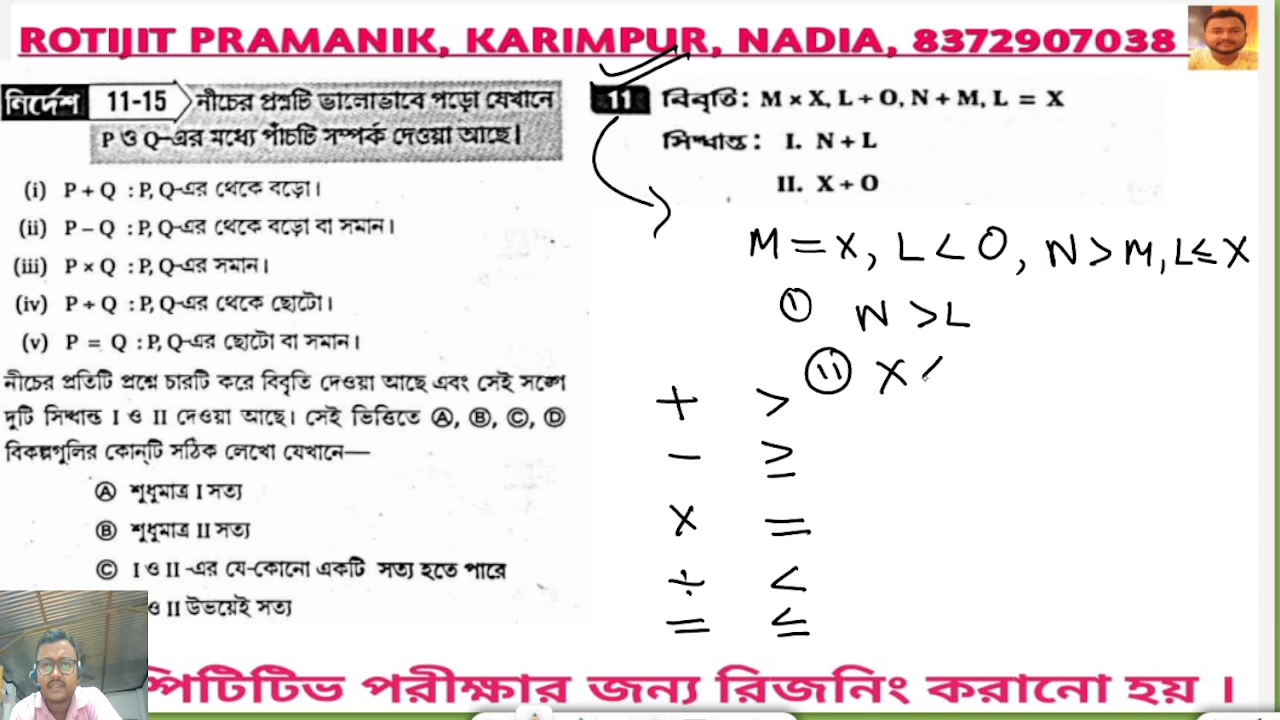 ROTIJIT PRAMANIK, KARIMPUR, NADIA, 8372907038
নির্দেশ 11-15 নীচের প্রশ্নটি ভালোভাবে পড়ো যেখানে
P ও Q-এর মধ্যে পাঁচটি সম্পর্ক দেওয়া আছে।
(i) P + Q : P, Q-এর থেকে বড়ো।
(ii) P – Q : P, Q-এর থেকে বড়ো বা সমান।
(iii) P × Q : P, Q-এর সমান।
(iv) P ÷ Q : P, Q-এর থেকে ছোটো।
(v) P = Q : P, Q-এর ছোটো বা সমান।
নীচের প্রতিটি প্রশ্নে চারটি করে বিবৃতি দেওয়া আছে এবং সেই সঙ্গে
দুটি সিদ্ধান্ত I ও II দেওয়া আছে। সেই ভিত্তিতে Ⓐ, Ⓑ, Ⓒ, Ⓓ
বিকল্পগুলির কোন্‌টি সঠিক লেখো যেখানে—
Ⓐ শুধুমাত্র I সত্য
Ⓑ শুধুমাত্র II সত্য
Ⓒ I ও II -এর যে-কোনো একটি সত্য হতে পারে
ও II উভয়েই সত্য
11 বিবৃতি: M × X, L ÷ O, N + M, L = X
সিদ্ধান্ত : I. N + L
II. X ÷ O
M = X, L < O, N > M, L ≤ X
① N > L
ⓘⓘ X <
+ >
− ≥
× =
÷ <
= ≤
ম্পিটিটিভ পরীক্ষার জন্য রিজনিং করানো হয় ।